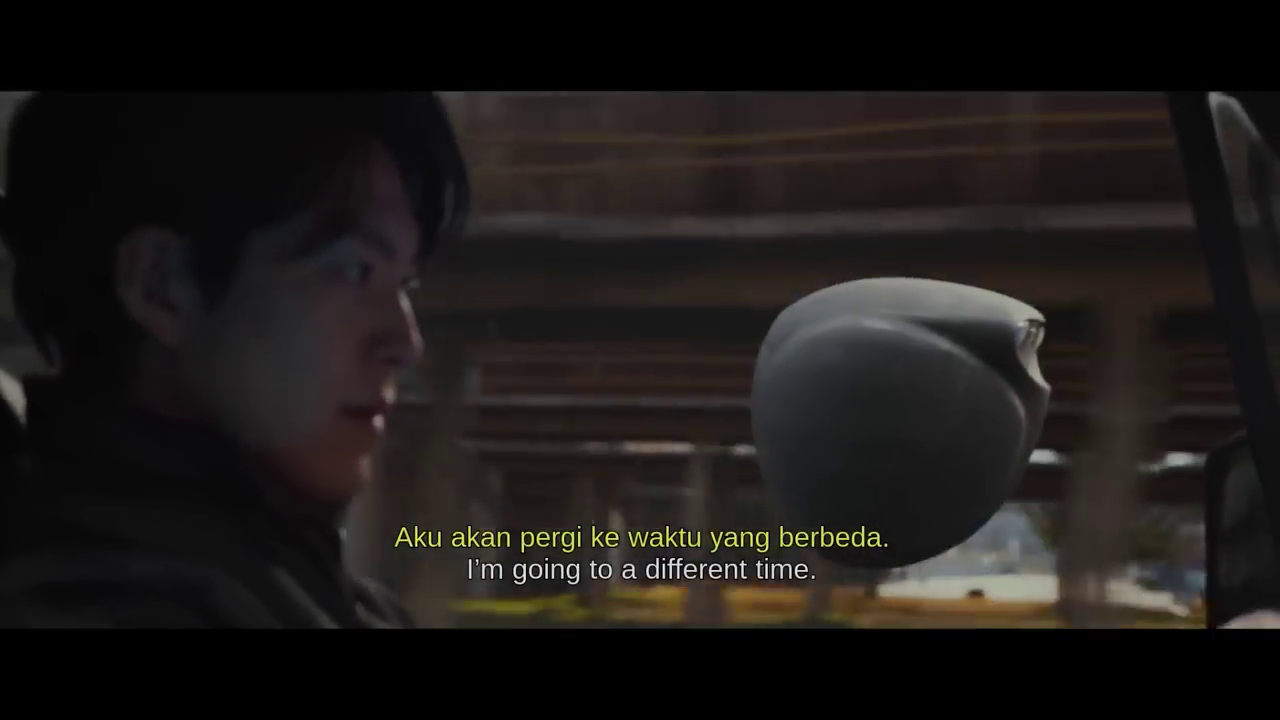 Aku akan pergi ke waktu yang berbeda.
I'm going to a different time.